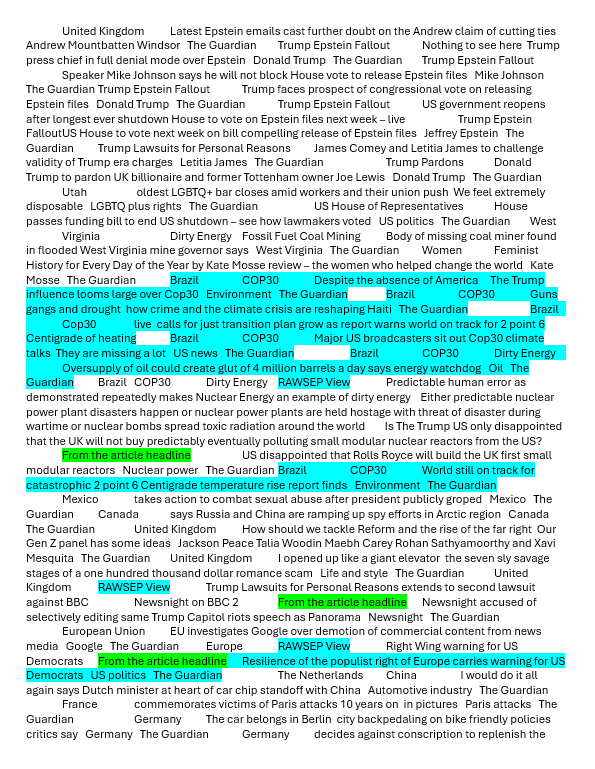 United Kingdom Latest Epstein emails cast further doubt on the Andrew claim of cutting ties
Andrew Mountbatten Windsor The Guardian Trump Epstein Fallout Nothing to see here Trump
press chief in full denial mode over Epstein Donald Trump The Guardian Trump Epstein Fallout
Speaker Mike Johnson says he will not block House vote to release Epstein files Mike Johnson
The Guardian Trump Epstein Fallout Trump faces prospect of congressional vote on releasing
Epstein files Donald Trump The Guardian Trump Epstein Fallout US government reopens
after longest ever shutdown House to vote on Epstein files next week – live Trump Epstein
FalloutUS House to vote next week on bill compelling release of Epstein files Jeffrey Epstein The
Guardian Trump Lawsuits for Personal Reasons James Comey and Letitia James to challenge
validity of Trump era charges Letitia James The Guardian Trump Pardons Donald
Trump to pardon UK billionaire and former Tottenham owner Joe Lewis Donald Trump The Guardian
Utah oldest LGBTQ+ bar closes amid workers and their union push We feel extremely
disposable LGBTQ plus rights The Guardian US House of Representatives House
passes funding bill to end US shutdown – see how lawmakers voted US politics The Guardian West
Virginia Dirty Energy Fossil Fuel Coal Mining Body of missing coal miner found
in flooded West Virginia mine governor says West Virginia The Guardian Women Feminist
History for Every Day of the Year by Kate Mosse review – the women who helped change the world Kate
Mosse The Guardian Brazil COP30 Despite the absence of America The Trump
influence looms large over Cop30 Environment The Guardian Brazil COP30 Guns
gangs and drought how crime and the climate crisis are reshaping Haiti The Guardian Brazil
Cop30 live calls for just transition plan grow as report warns world on track for 2 point 6
Centigrade of heating Brazil COP30 Major US broadcasters sit out Cop30 climate
talks They are missing a lot US news The Guardian Brazil COP30 Dirty Energy
Oversupply of oil could create glut of 4 million barrels a day says energy watchdog Oil The
Guardian Brazil COP30 Dirty Energy RAWSEP View Predictable human error as
demonstrated repeatedly makes Nuclear Energy an example of dirty energy Either predictable nuclear
power plant disasters happen or nuclear power plants are held hostage with threat of disaster during
wartime or nuclear bombs spread toxic radiation around the world Is The Trump US only disappointed
that the UK will not buy predictably eventually polluting small modular nuclear reactors from the US?
From the article headline US disappointed that Rolls Royce will build the UK first small
modular reactors Nuclear power The Guardian Brazil COP30 World still on track for
catastrophic 2 point 6 Centigrade temperature rise report finds Environment The Guardian
Mexico takes action to combat sexual abuse after president publicly groped Mexico The
Guardian Canada says Russia and China are ramping up spy efforts in Arctic region Canada
The Guardian United Kingdom How should we tackle Reform and the rise of the far right Our
Gen Z panel has some ideas Jackson Peace Talia Woodin Maebh Carey Rohan Sathyamoorthy and Xavi
Mesquita The Guardian United Kingdom I opened up like a giant elevator the seven sly savage
stages of a one hundred thousand dollar romance scam Life and style The Guardian United
Kingdom RAWSEP View Trump Lawsuits for Personal Reasons extends to second lawsuit
against BBC Newsnight on BBC 2 From the article headline Newsnight accused of
selectively editing same Trump Capitol riots speech as Panorama Newsnight The Guardian
European Union EU investigates Google over demotion of commercial content from news
media Google The Guardian Europe RAWSEP View Right Wing warning for US
Democrats From the article headline Resilience of the populist right of Europe carries warning for US
Democrats US politics The Guardian The Netherlands China I would do it all
again says Dutch minister at heart of car chip standoff with China Automotive industry The Guardian
France commemorates victims of Paris attacks 10 years on in pictures Paris attacks The
Guardian Germany The car belongs in Berlin city backpedaling on bike friendly policies
critics say Germany The Guardian Germany decides against conscription to replenish the